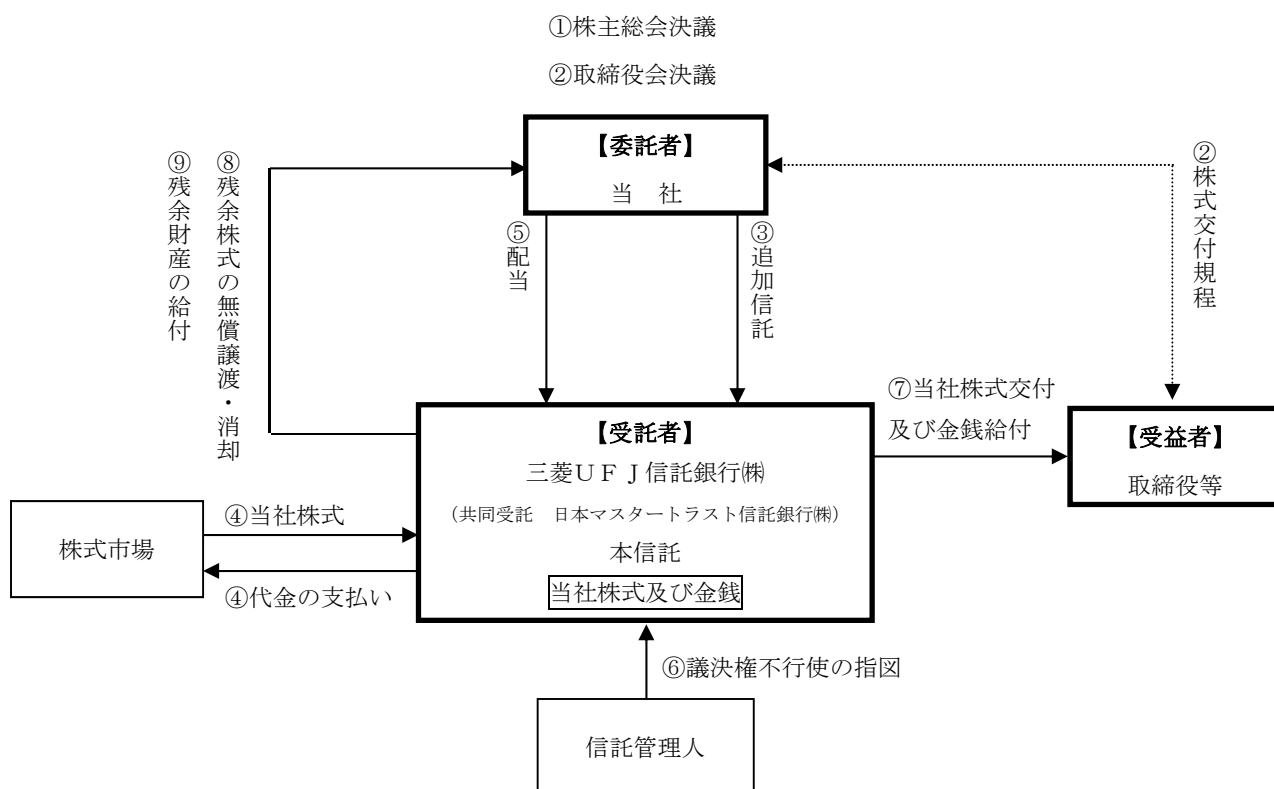 ①株主総会決議
②取締役会決議
【委託者】
当　社
⑨残余財産の給付
⑧残余株式の無償譲渡・消却
⑤配当
③追加信託
②株式交付規程
【受託者】
三菱ＵＦＪ信託銀行㈱
（共同受託　日本マスタートラスト信託銀行㈱）
本信託
当社株式及び金銭
⑦当社株式交付
及び金銭給付
【受益者】
取締役等
株式市場
④当社株式
④代金の支払い
⑥議決権不行使の指図
信託管理人